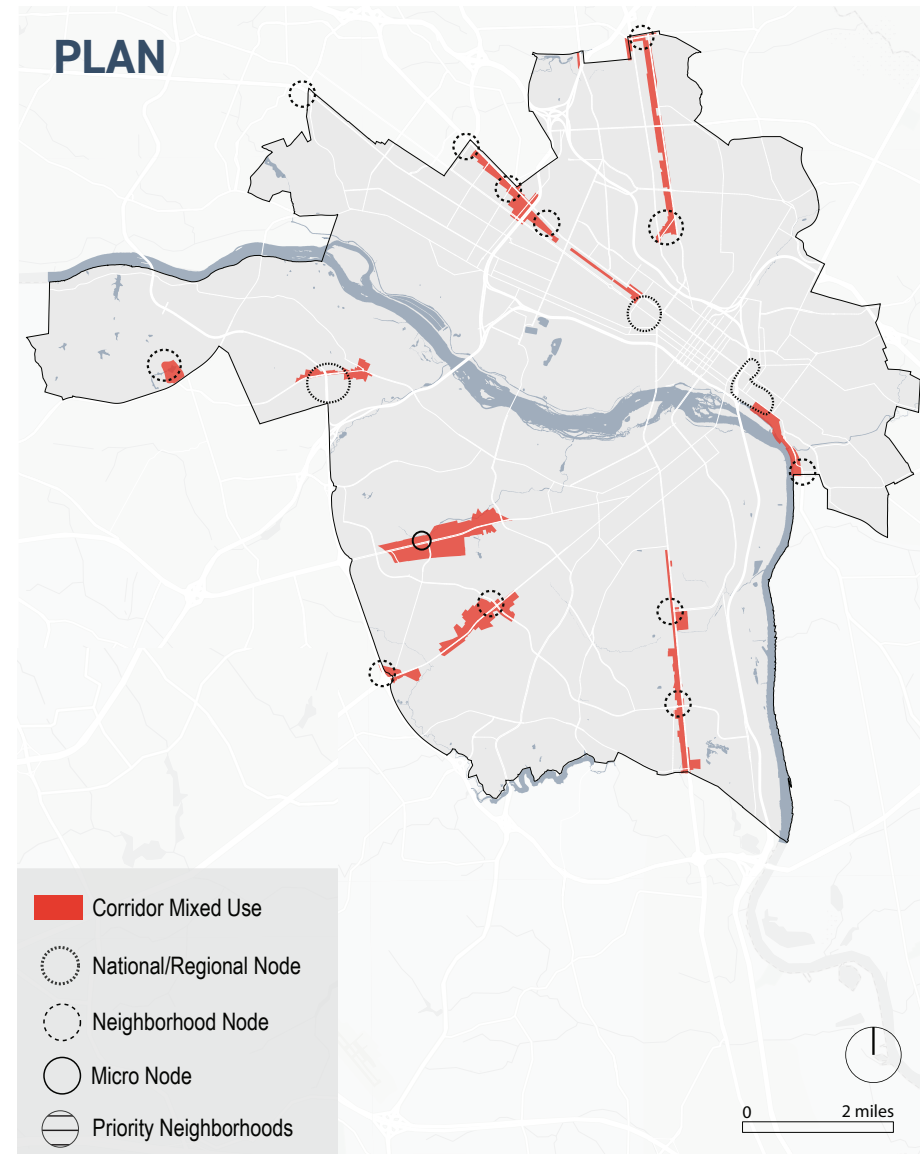 PLAN
Corridor Mixed Use
National/Regional Node
Neighborhood Node
Micro Node
Priority Neighborhoods
0 2 miles